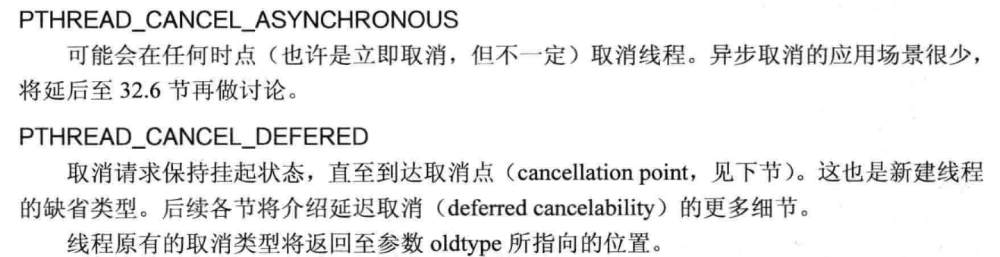 PTHREAD_CANCEL_ASYNCHRONOUS
可能会在任何时点（也许是立即取消，但不一定）取消线程。异步取消的应用场景很少，
将延后至 32.6 节再做讨论。
PTHREAD_CANCEL_DEFERED
取消请求保持挂起状态，直至到达取消点（cancellation point，见下节）。这也是新建线程
的缺省类型。后续各节将介绍延迟取消（deferred cancelability）的更多细节。
线程原有的取消类型将返回至参数 oldtype 所指向的位置。